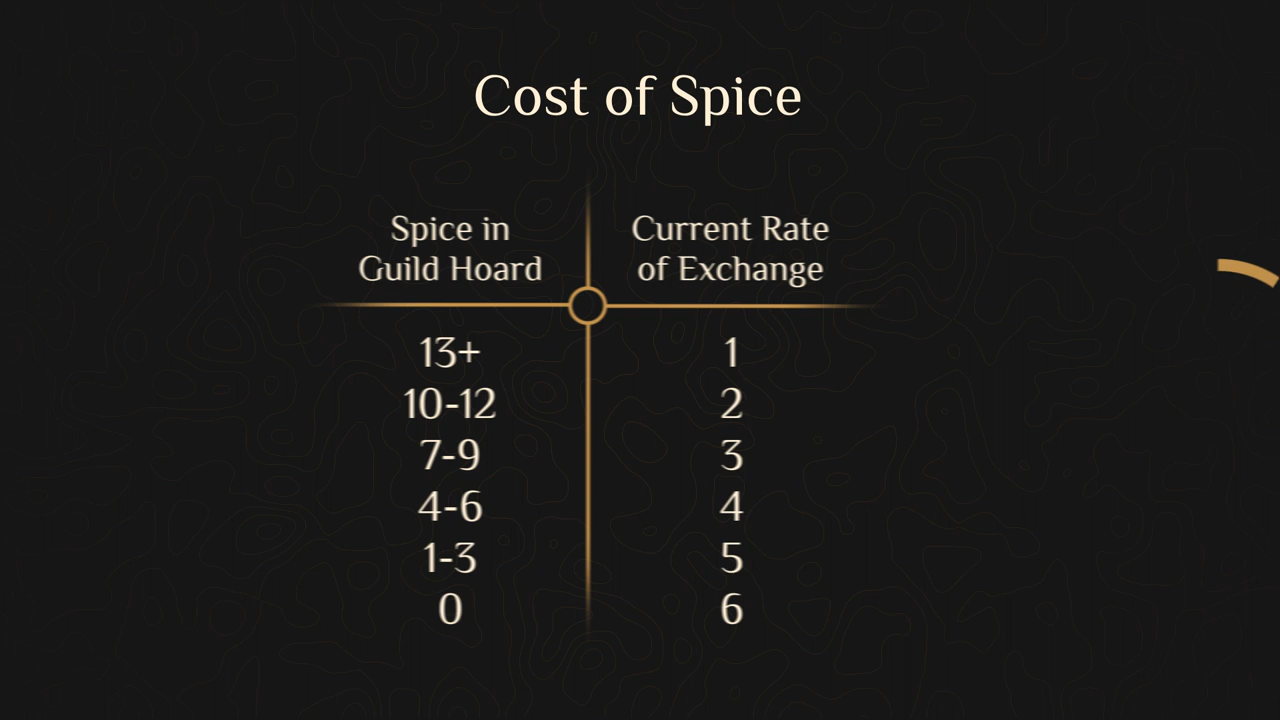 Cost of Spice
Spice in
Guild Hoard
Current Rate
of Exchange
13+ 1
10-12 2
7-9 3
4-6 4
1-3 5
0 6